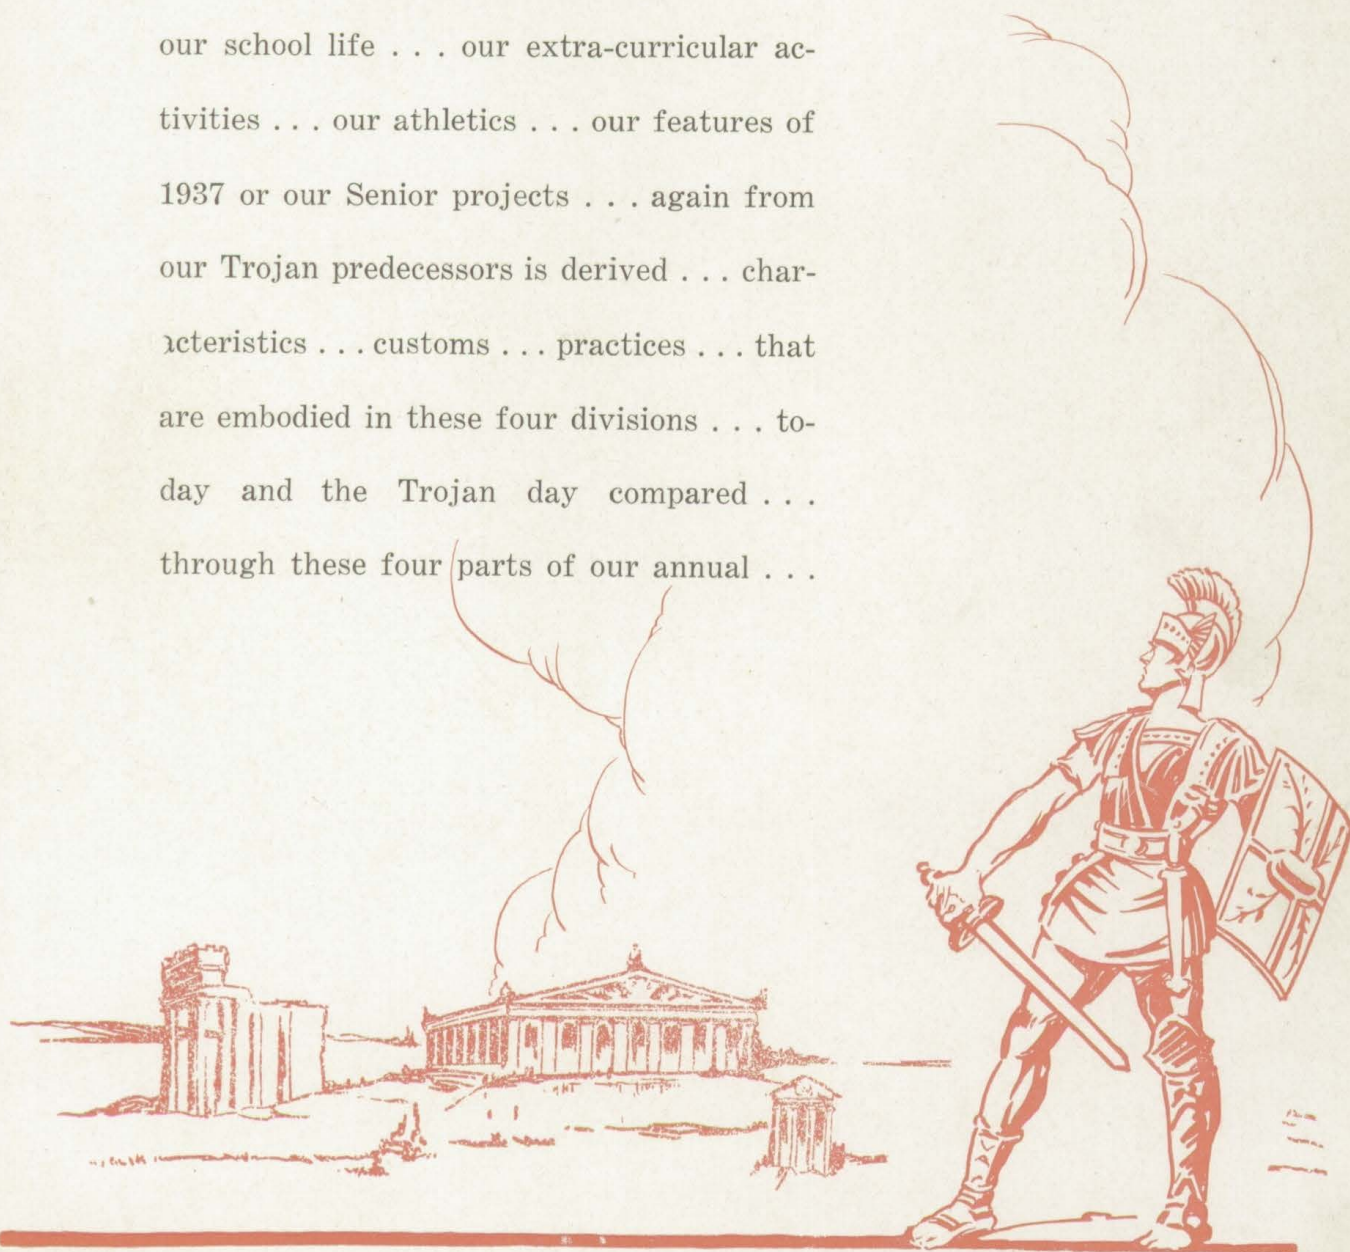 our school life . . . our extra-curricular ac-
tivities . . . our athletics . . . our features of
1937 or our Senior projects . . . again from
our Trojan predecessors is derived . . . char-
acteristics . . . customs . . . practices . . . that
are embodied in these four divisions . . . to-
day and the Trojan day compared . . .
through these four parts of our annual . . .